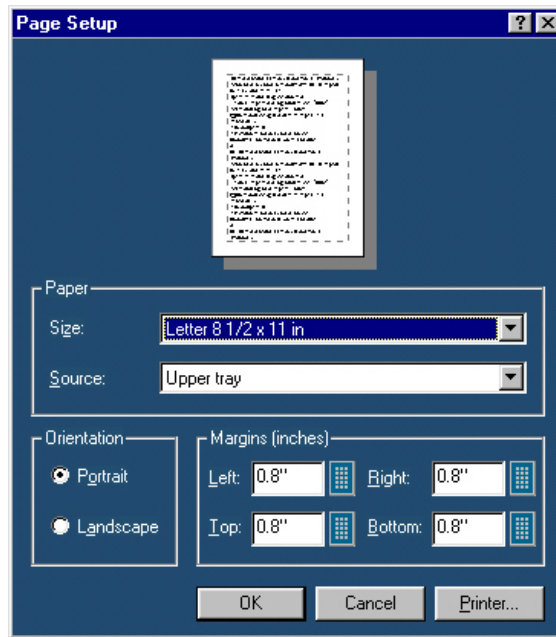 Page Setup
Paper
Size: Letter 8 1/2 x 11 in
Source: Upper tray
Orientation
Portrait
Landscape
Margins (inches)
Left: 0.8" Right: 0.8"
Top: 0.8" Bottom: 0.8"
OK Cancel Printer...